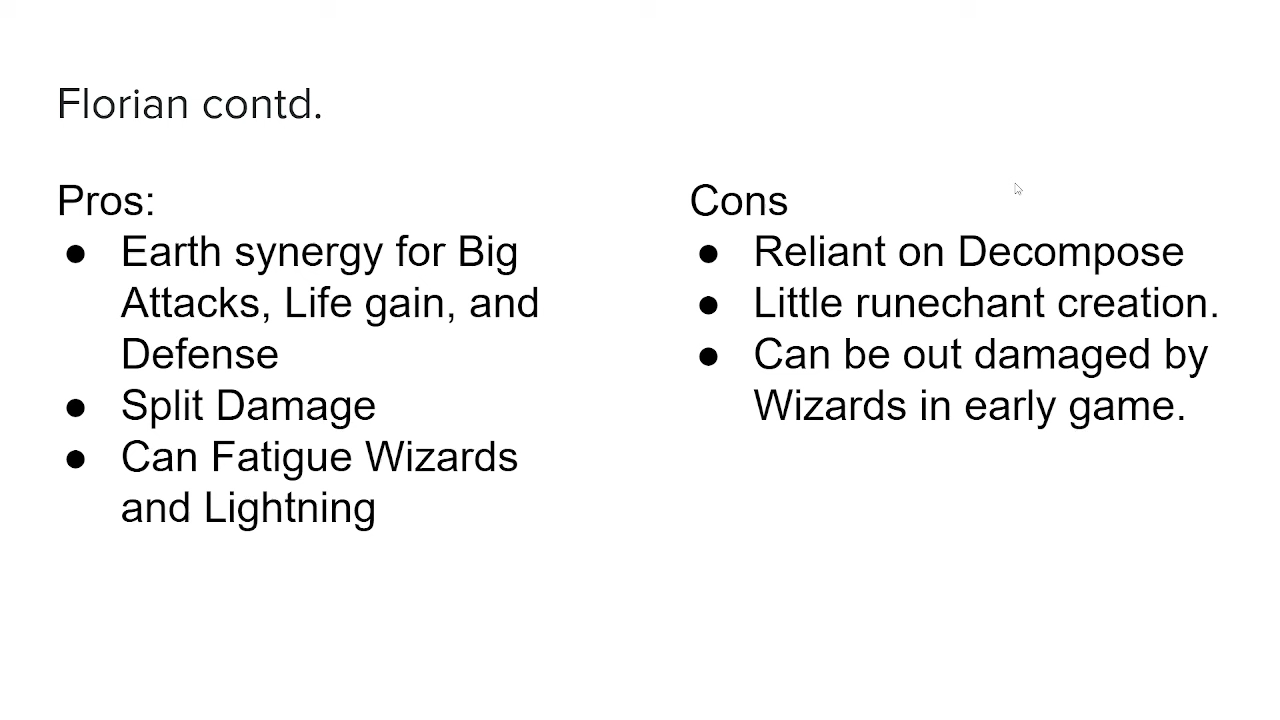 Florian contd.
Pros:
● Earth synergy for Big
Attacks, Life gain, and
Defense
● Split Damage
● Can Fatigue Wizards
and Lightning
Cons
● Reliant on Decompose
● Little runechant creation.
● Can be out damaged by
Wizards in early game.